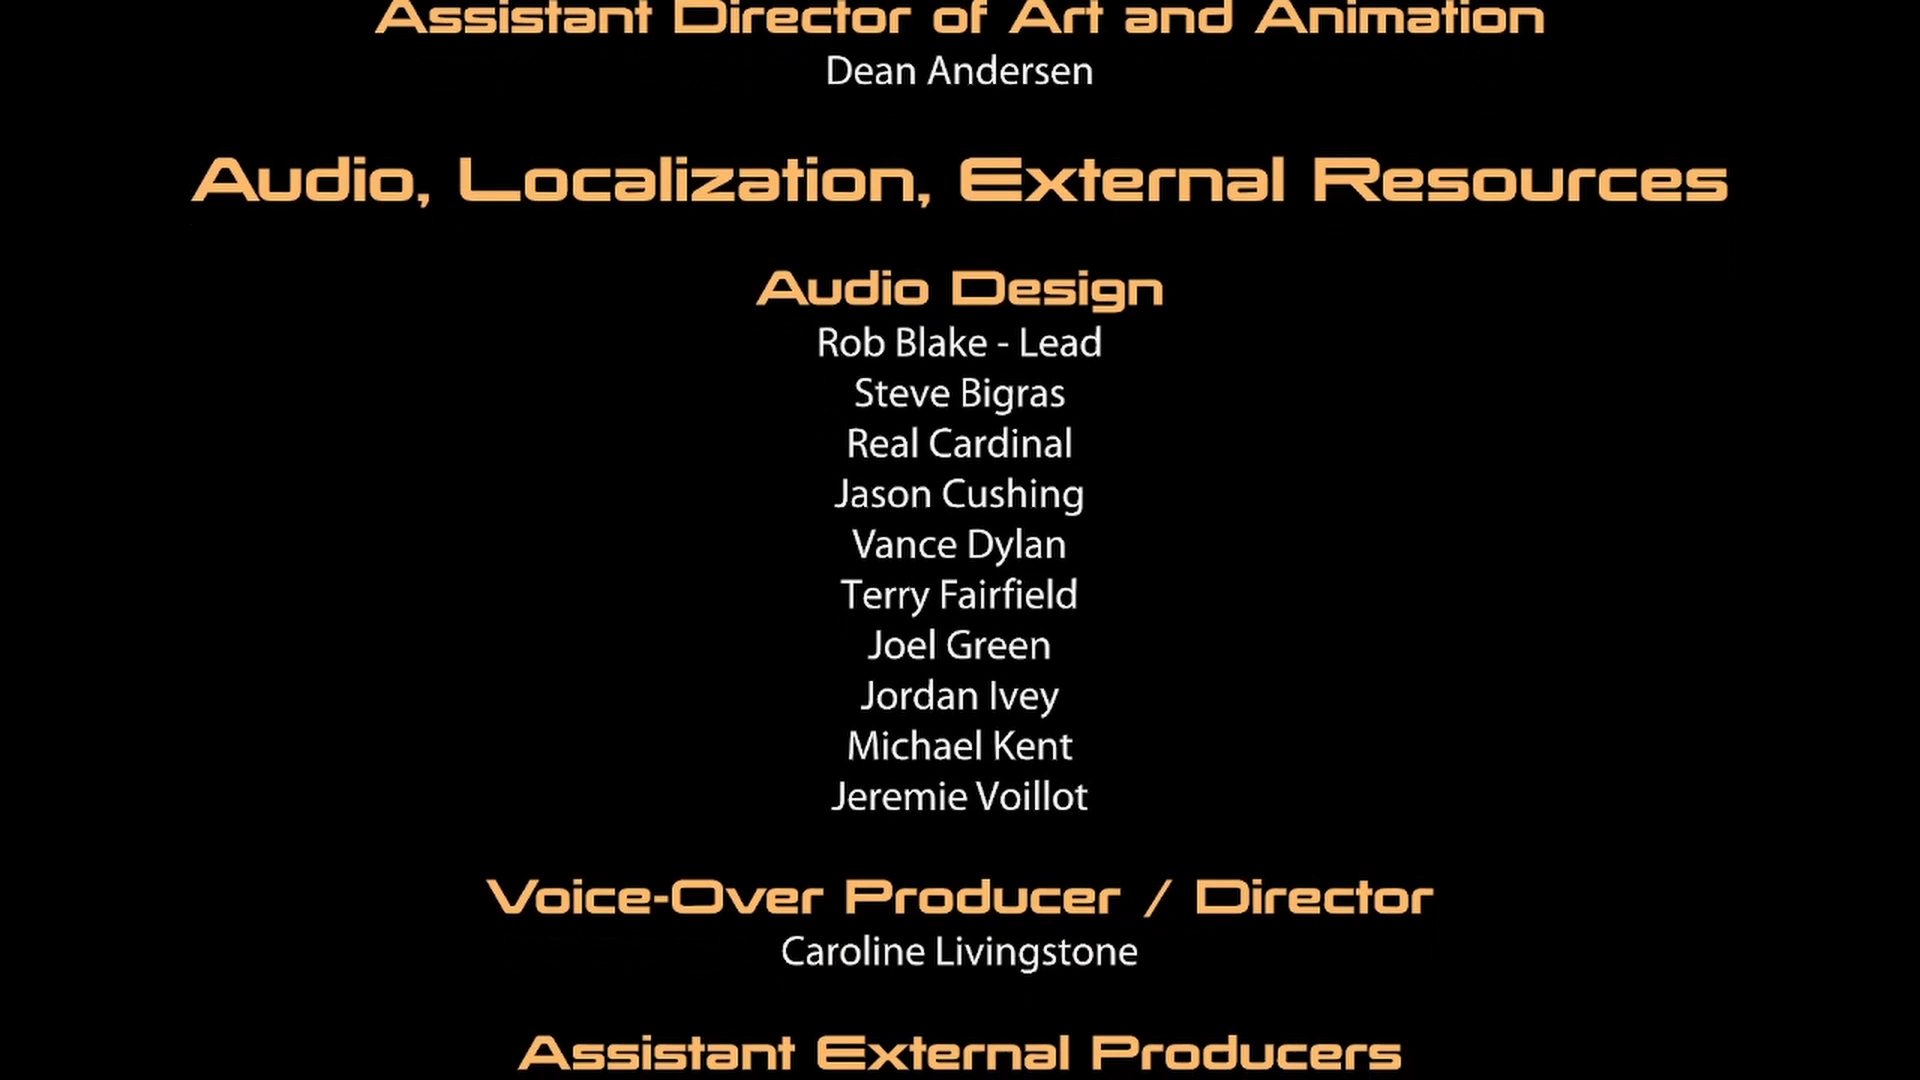 Assistant Director of Art and Animation
Dean Andersen
Audio, Localization, External Resources
Audio Design
Rob Blake - Lead
Steve Bigras
Real Cardinal
Jason Cushing
Vance Dylan
Terry Fairfield
Joel Green
Jordan Ivey
Michael Kent
Jeremie Voillot
Voice-Over Producer / Director
Caroline Livingstone
Assistant External Producers